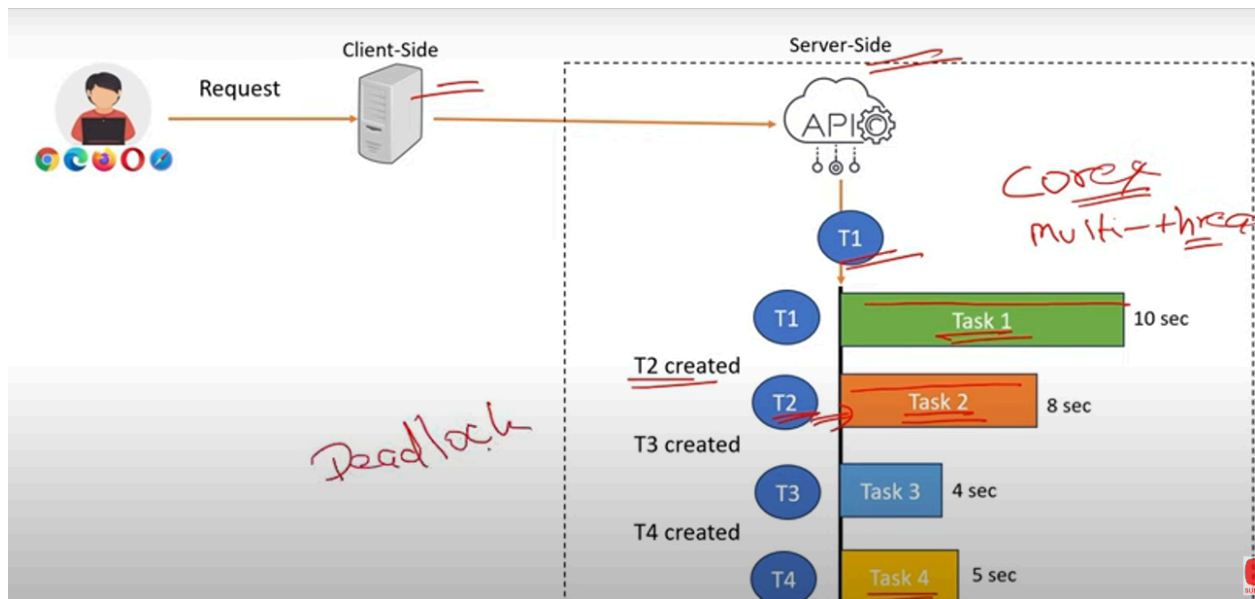 Client-Side
Server-Side
Request
API
Cores
multi-threa
T1
T1
Task 1
10 sec
T2 created
T2
Task 2
8 sec
Deadlock
T3 created
T3
Task 3
4 sec
T4 created
T4
Task 4
5 sec